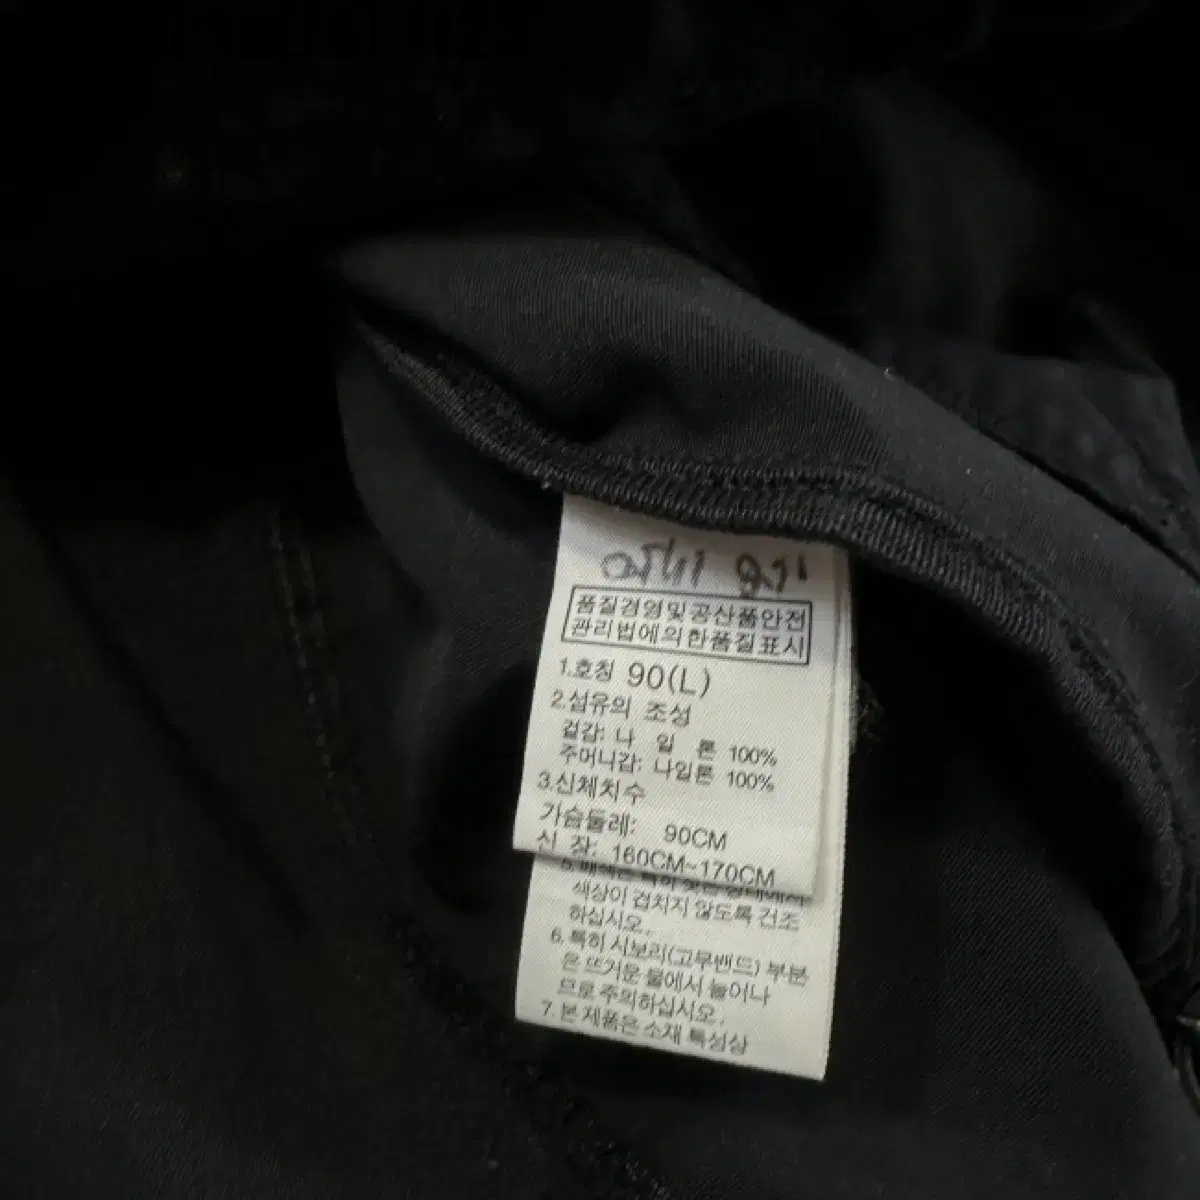 품질경영및공산품안전
관리법에의한품질표시
1.호칭 90(L)
2.섬유의 조성
겉감: 나 일 론 100%
주머니감: 나일론 100%
3.신체치수
가슴둘레: 90CM
신 장: 160CM~170CM
색상이 겹치지 않도록 건조
하십시오.
6.특히 시보리(고무밴드) 부분
은 뜨거운 물에서 늘어나
므로 주의하십시오.
7.본 제품은 소재 특성상